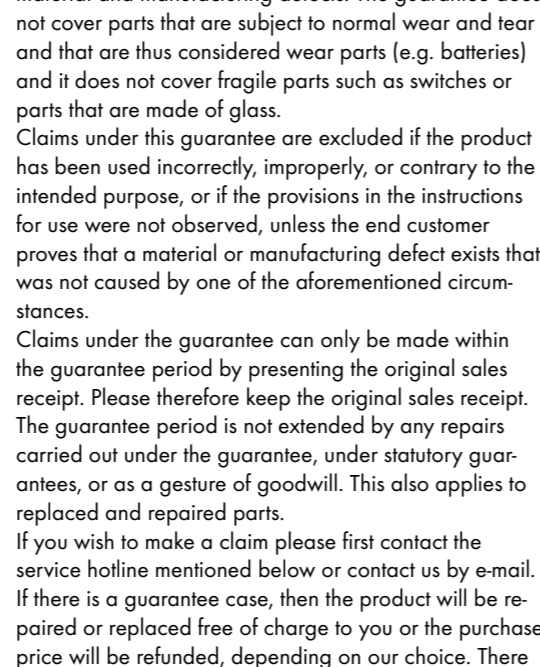 material and manufacturing defects. The guarantee does
not cover parts that are subject to normal wear and tear
and that are thus considered wear parts (e.g. batteries)
and it does not cover fragile parts such as switches or
parts that are made of glass.
Claims under this guarantee are excluded if the product
has been used incorrectly, improperly, or contrary to the
intended purpose, or if the provisions in the instructions
for use were not observed, unless the end customer
proves that a material or manufacturing defect exists that
was not caused by one of the aforementioned circum-
stances.
Claims under the guarantee can only be made within
the guarantee period by presenting the original sales
receipt. Please therefore keep the original sales receipt.
The guarantee period is not extended by any repairs
carried out under the guarantee, under statutory guar-
antees, or as a gesture of goodwill. This also applies to
replaced and repaired parts.
If you wish to make a claim please first contact the
service hotline mentioned below or contact us by e-mail.
If there is a guarantee case, then the product will be re-
paired or replaced free of charge to you or the purchase
price will be refunded, depending on our choice. There